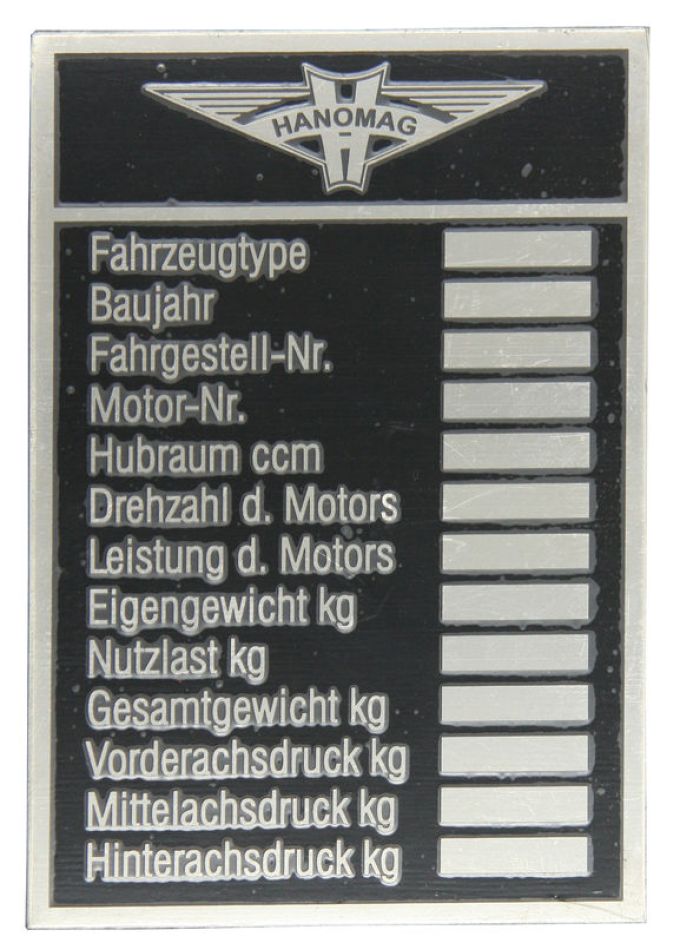 HANOMAG
Fahrzeugtype
Baujahr
Fahrgestell-Nr.
Motor-Nr.
Hubraum ccm
Drehzahl d. Motors
Leistung d. Motors
Eigengewicht kg
Nutzlast kg
Gesamtgewicht kg
Vorderachsdruck kg
Mittelachsdruck kg
Hinterachsdruck kg